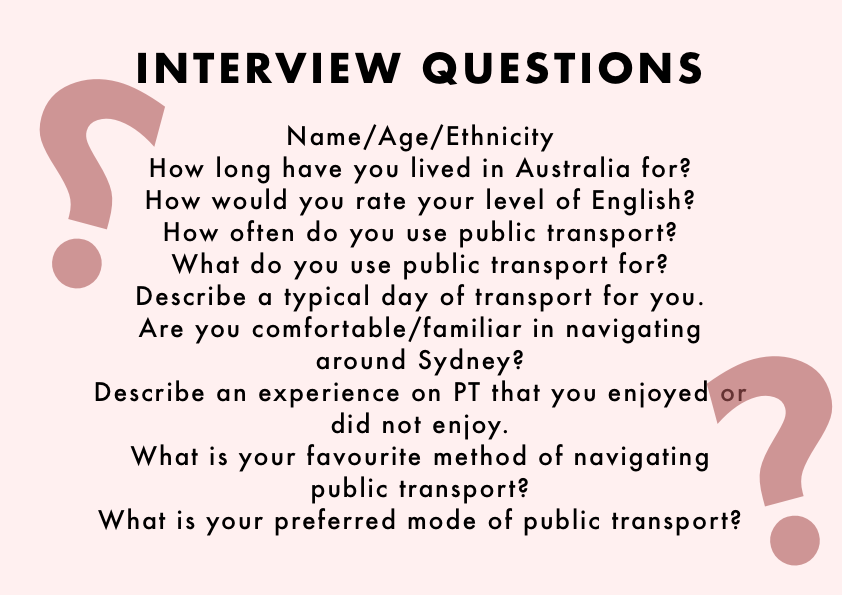 INTERVIEW QUESTIONS
Name/Age/Ethnicity
How long have you lived in Australia for?
How would you rate your level of English?
How often do you use public transport?
What do you use public transport for?
Describe a typical day of transport for you.
Are you comfortable/familiar in navigating
around Sydney?
Describe an experience on PT that you enjoyed or
did not enjoy.
What is your favourite method of navigating
public transport?
What is your preferred mode of public transport?
?
?